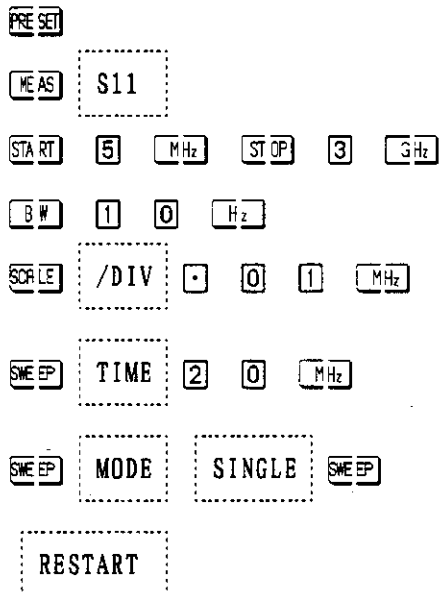 PRESET
MEAS S11
START 5 MHz STOP 3 GHz
BW 1 0 Hz
SCALE /DIV · 0 1 MHz
SWEEP TIME 2 0 MHz
SWEEP MODE SINGLE SWEEP
RESTART